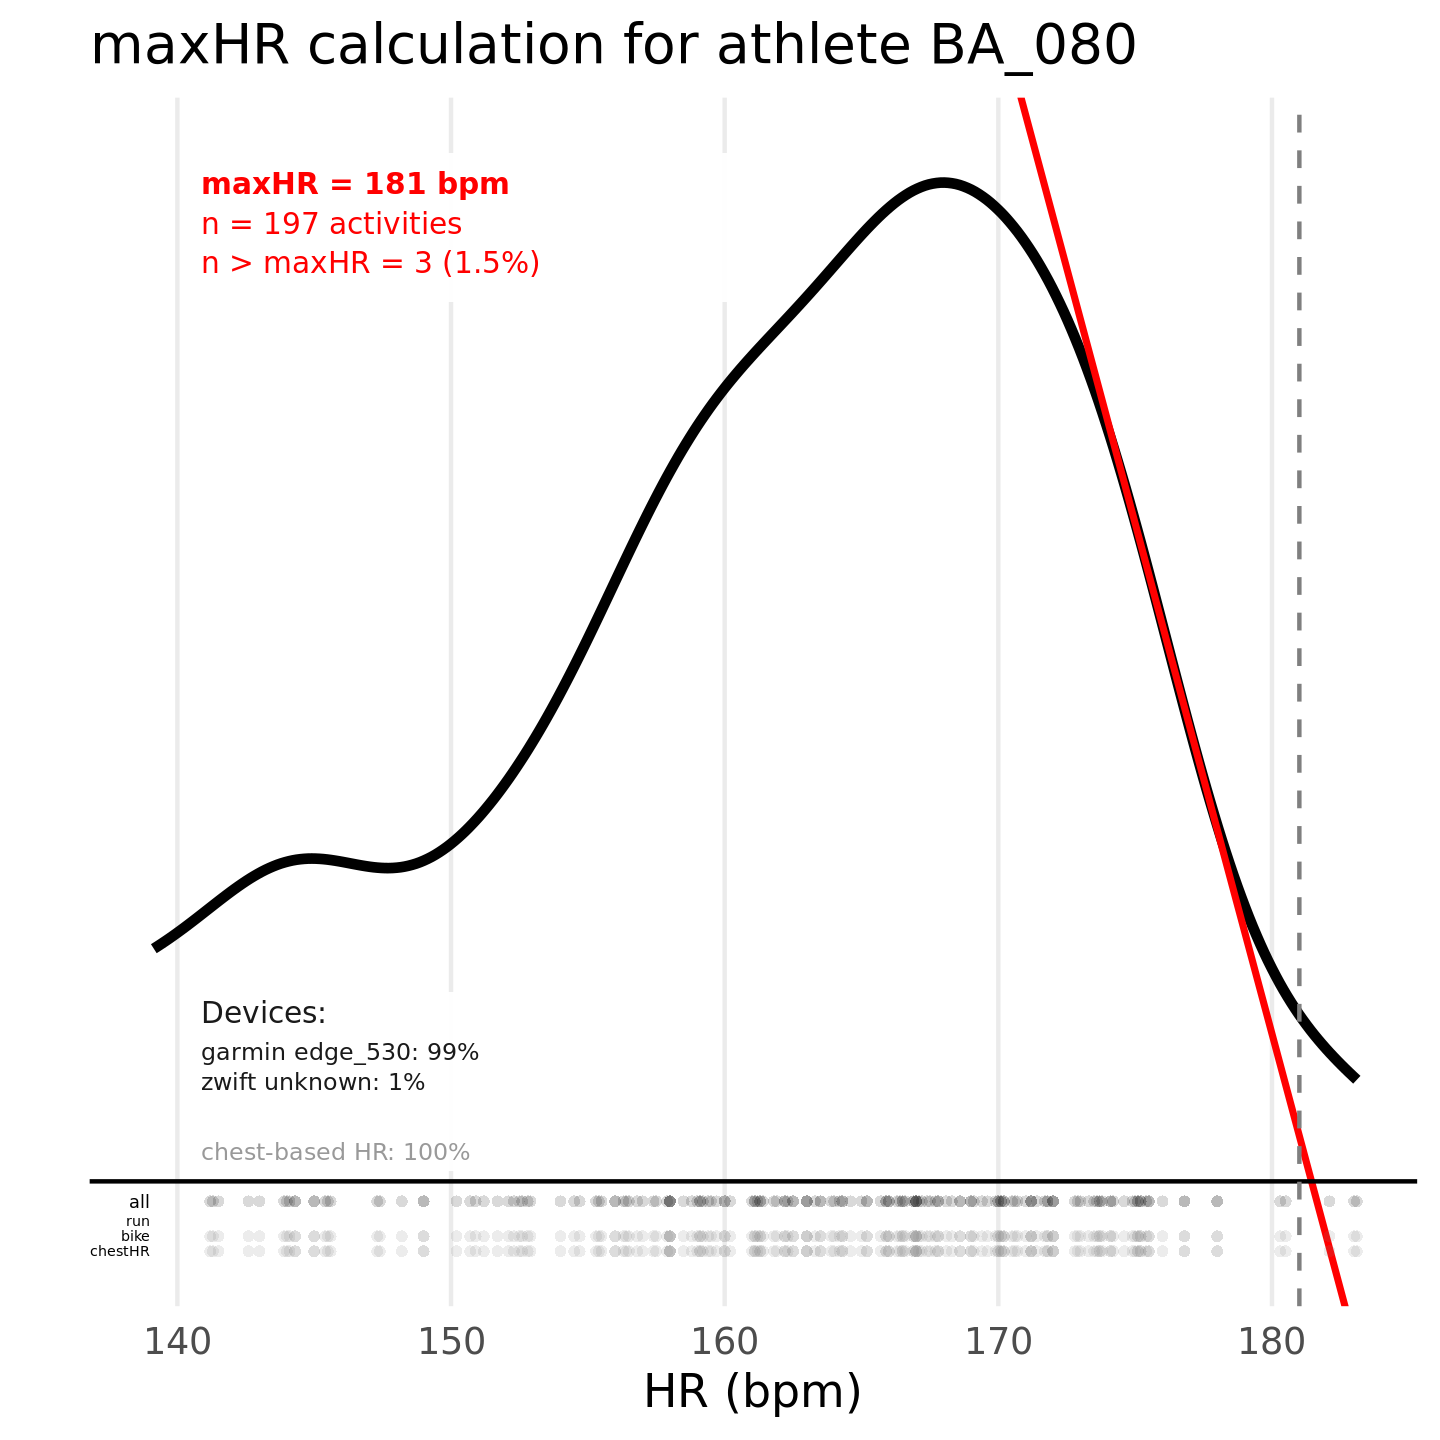 maxHR calculation for athlete BA_080
maxHR = 181 bpm
n = 197 activities
n > maxHR = 3 (1.5%)
Devices:
garmin edge_530: 99%
zwift unknown: 1%
chest-based HR: 100%
all
run
bike
chestHR
140 150 160 170 180
HR (bpm)